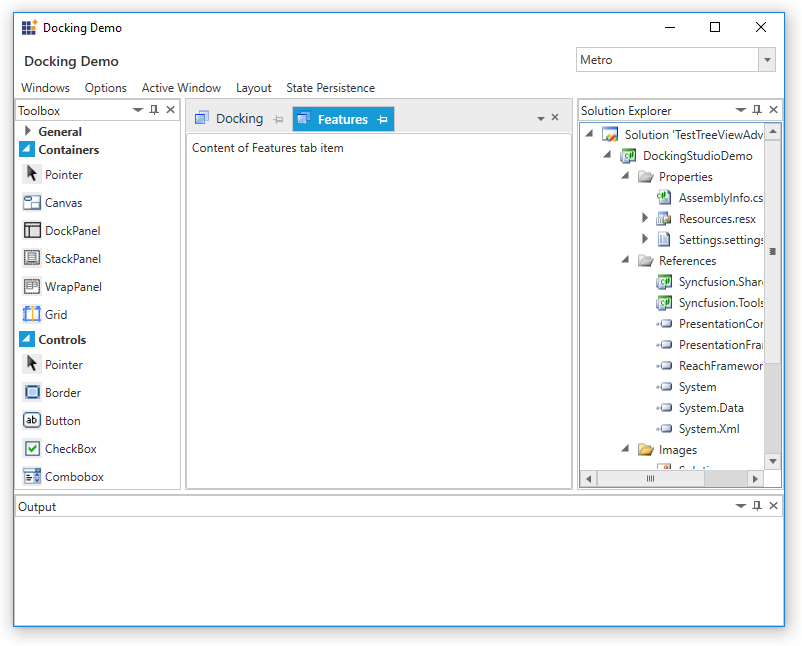 Docking Demo
Docking Demo
Metro
Windows Options Active Window Layout State Persistence
Toolbox
General
Containers
Pointer
Canvas
DockPanel
StackPanel
WrapPanel
Grid
Controls
Pointer
Border
ab Button
CheckBox
Combobox
Docking Features
Content of Features tab item
Solution Explorer
Solution 'TestTreeViewAdv
DockingStudioDemo
Properties
AssemblyInfo.cs
Resources.resx
Settings.settings
References
Syncfusion.Shar
Syncfusion.Tools
PresentationCor
PresentationFra
ReachFramewor
System
System.Data
System.Xml
Images
Output